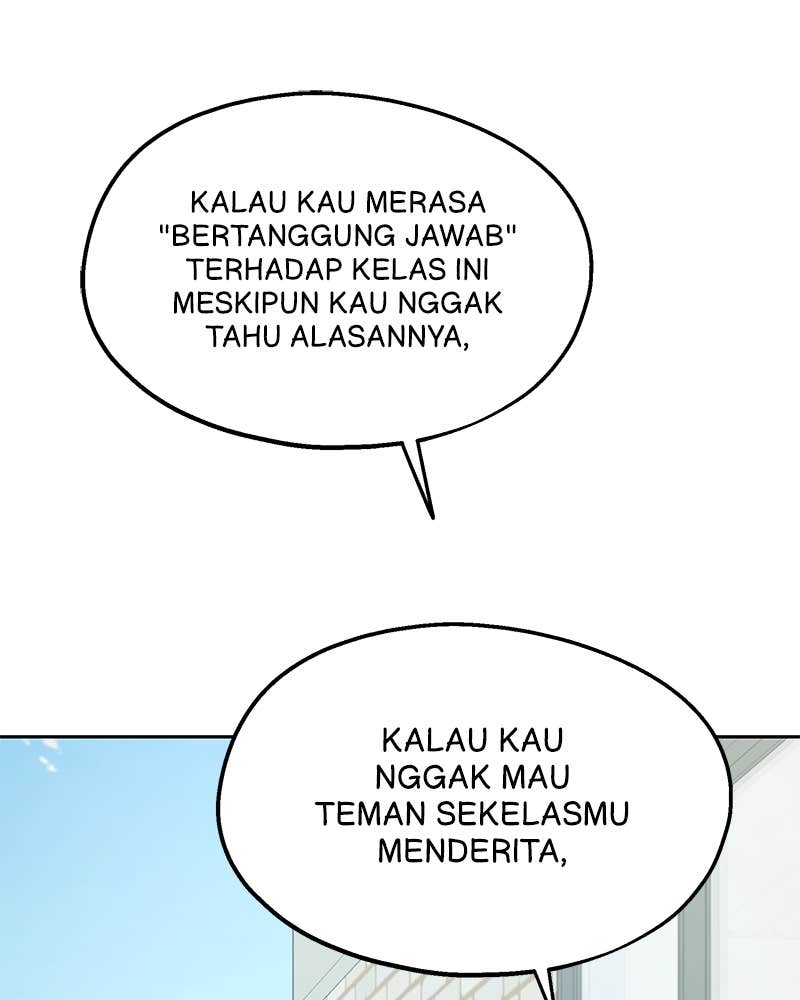 KALAU KAU MERASA
"BERTANGGUNG JAWAB"
TERHADAP KELAS INI
MESKIPUN KAU NGGAK
TAHU ALASANNYA,
KALAU KAU
NGGAK MAU
TEMAN SEKELASMU
MENDERITA,